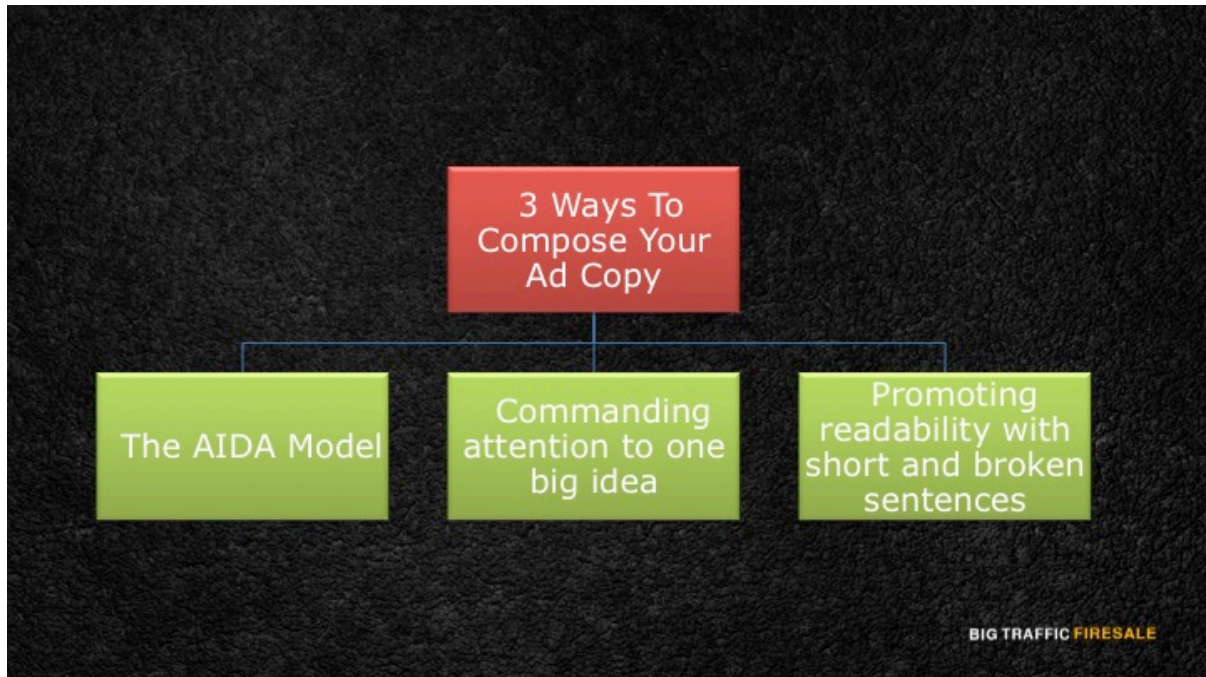 3 Ways To
Compose Your
Ad Copy
The AIDA Model
Commanding
attention to one
big idea
Promoting
readability with
short and broken
sentences
BIG TRAFFIC FIRESALE